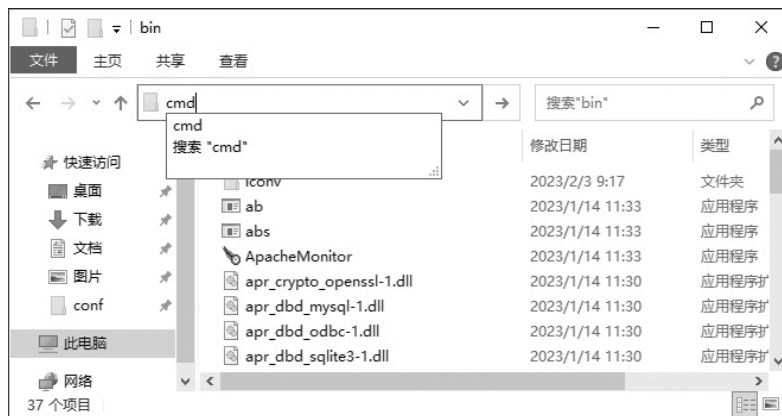 bin
文件 主页 共享 查看
cmd 搜索"bin"
cmd
搜索 "cmd"
修改日期 类型
快速访问
iconv 2023/2/3 9:17 文件夹
桌面
ab 2023/1/14 11:33 应用程序
下载
abs 2023/1/14 11:33 应用程序
文档
ApacheMonitor 2023/1/14 11:33 应用程序
图片
apr_crypto_openssl-1.dll 2023/1/14 11:30 应用程序扩
conf
apr_dbd_mysql-1.dll 2023/1/14 11:30 应用程序扩
apr_dbd_odbc-1.dll 2023/1/14 11:30 应用程序扩
此电脑
apr_dbd_sqlite3-1.dll 2023/1/14 11:30 应用程序扩
网络
37 个项目